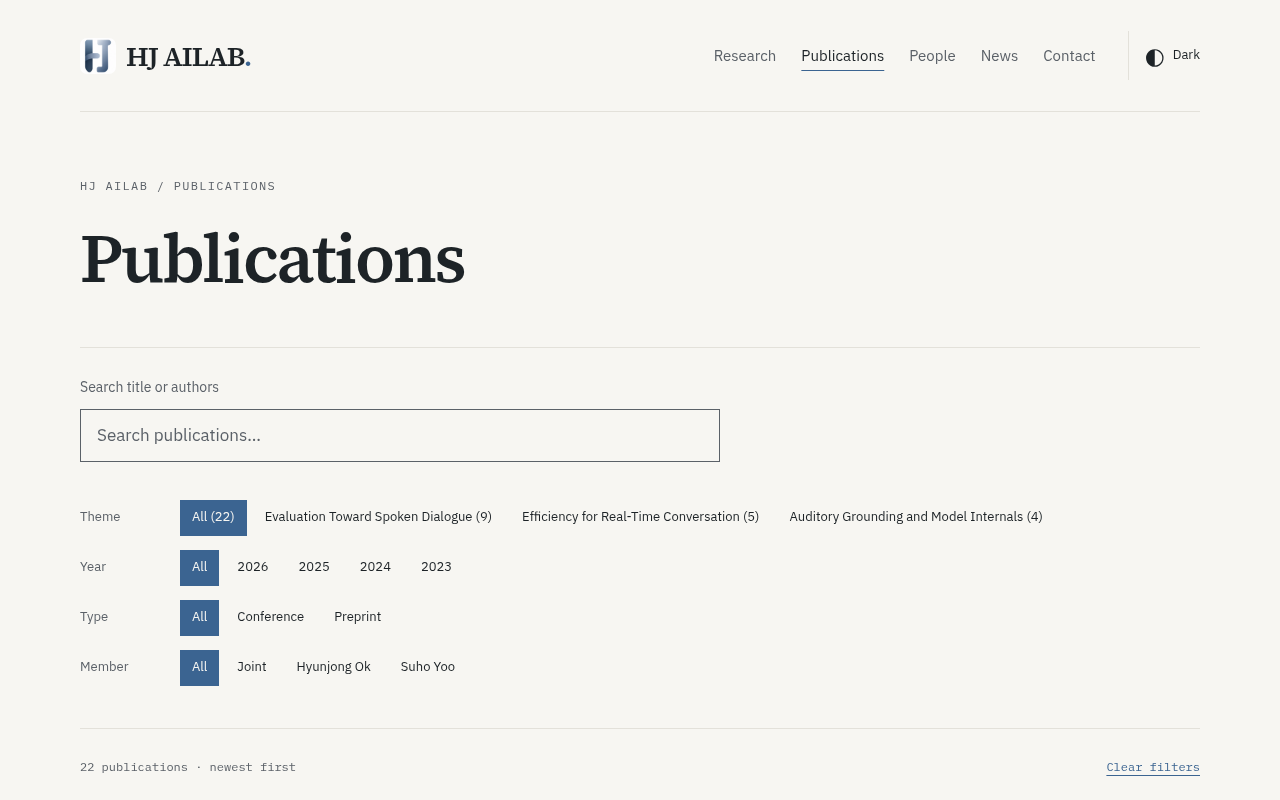 HJ AILAB.
Research Publications People News Contact Dark
HJ AILAB / PUBLICATIONS
Publications
Search title or authors
Search publications…
Theme All (22) Evaluation Toward Spoken Dialogue (9) Efficiency for Real-Time Conversation (5) Auditory Grounding and Model Internals (4)
Year All 2026 2025 2024 2023
Type All Conference Preprint
Member All Joint Hyunjong Ok Suho Yoo
22 publications · newest first
Clear filters